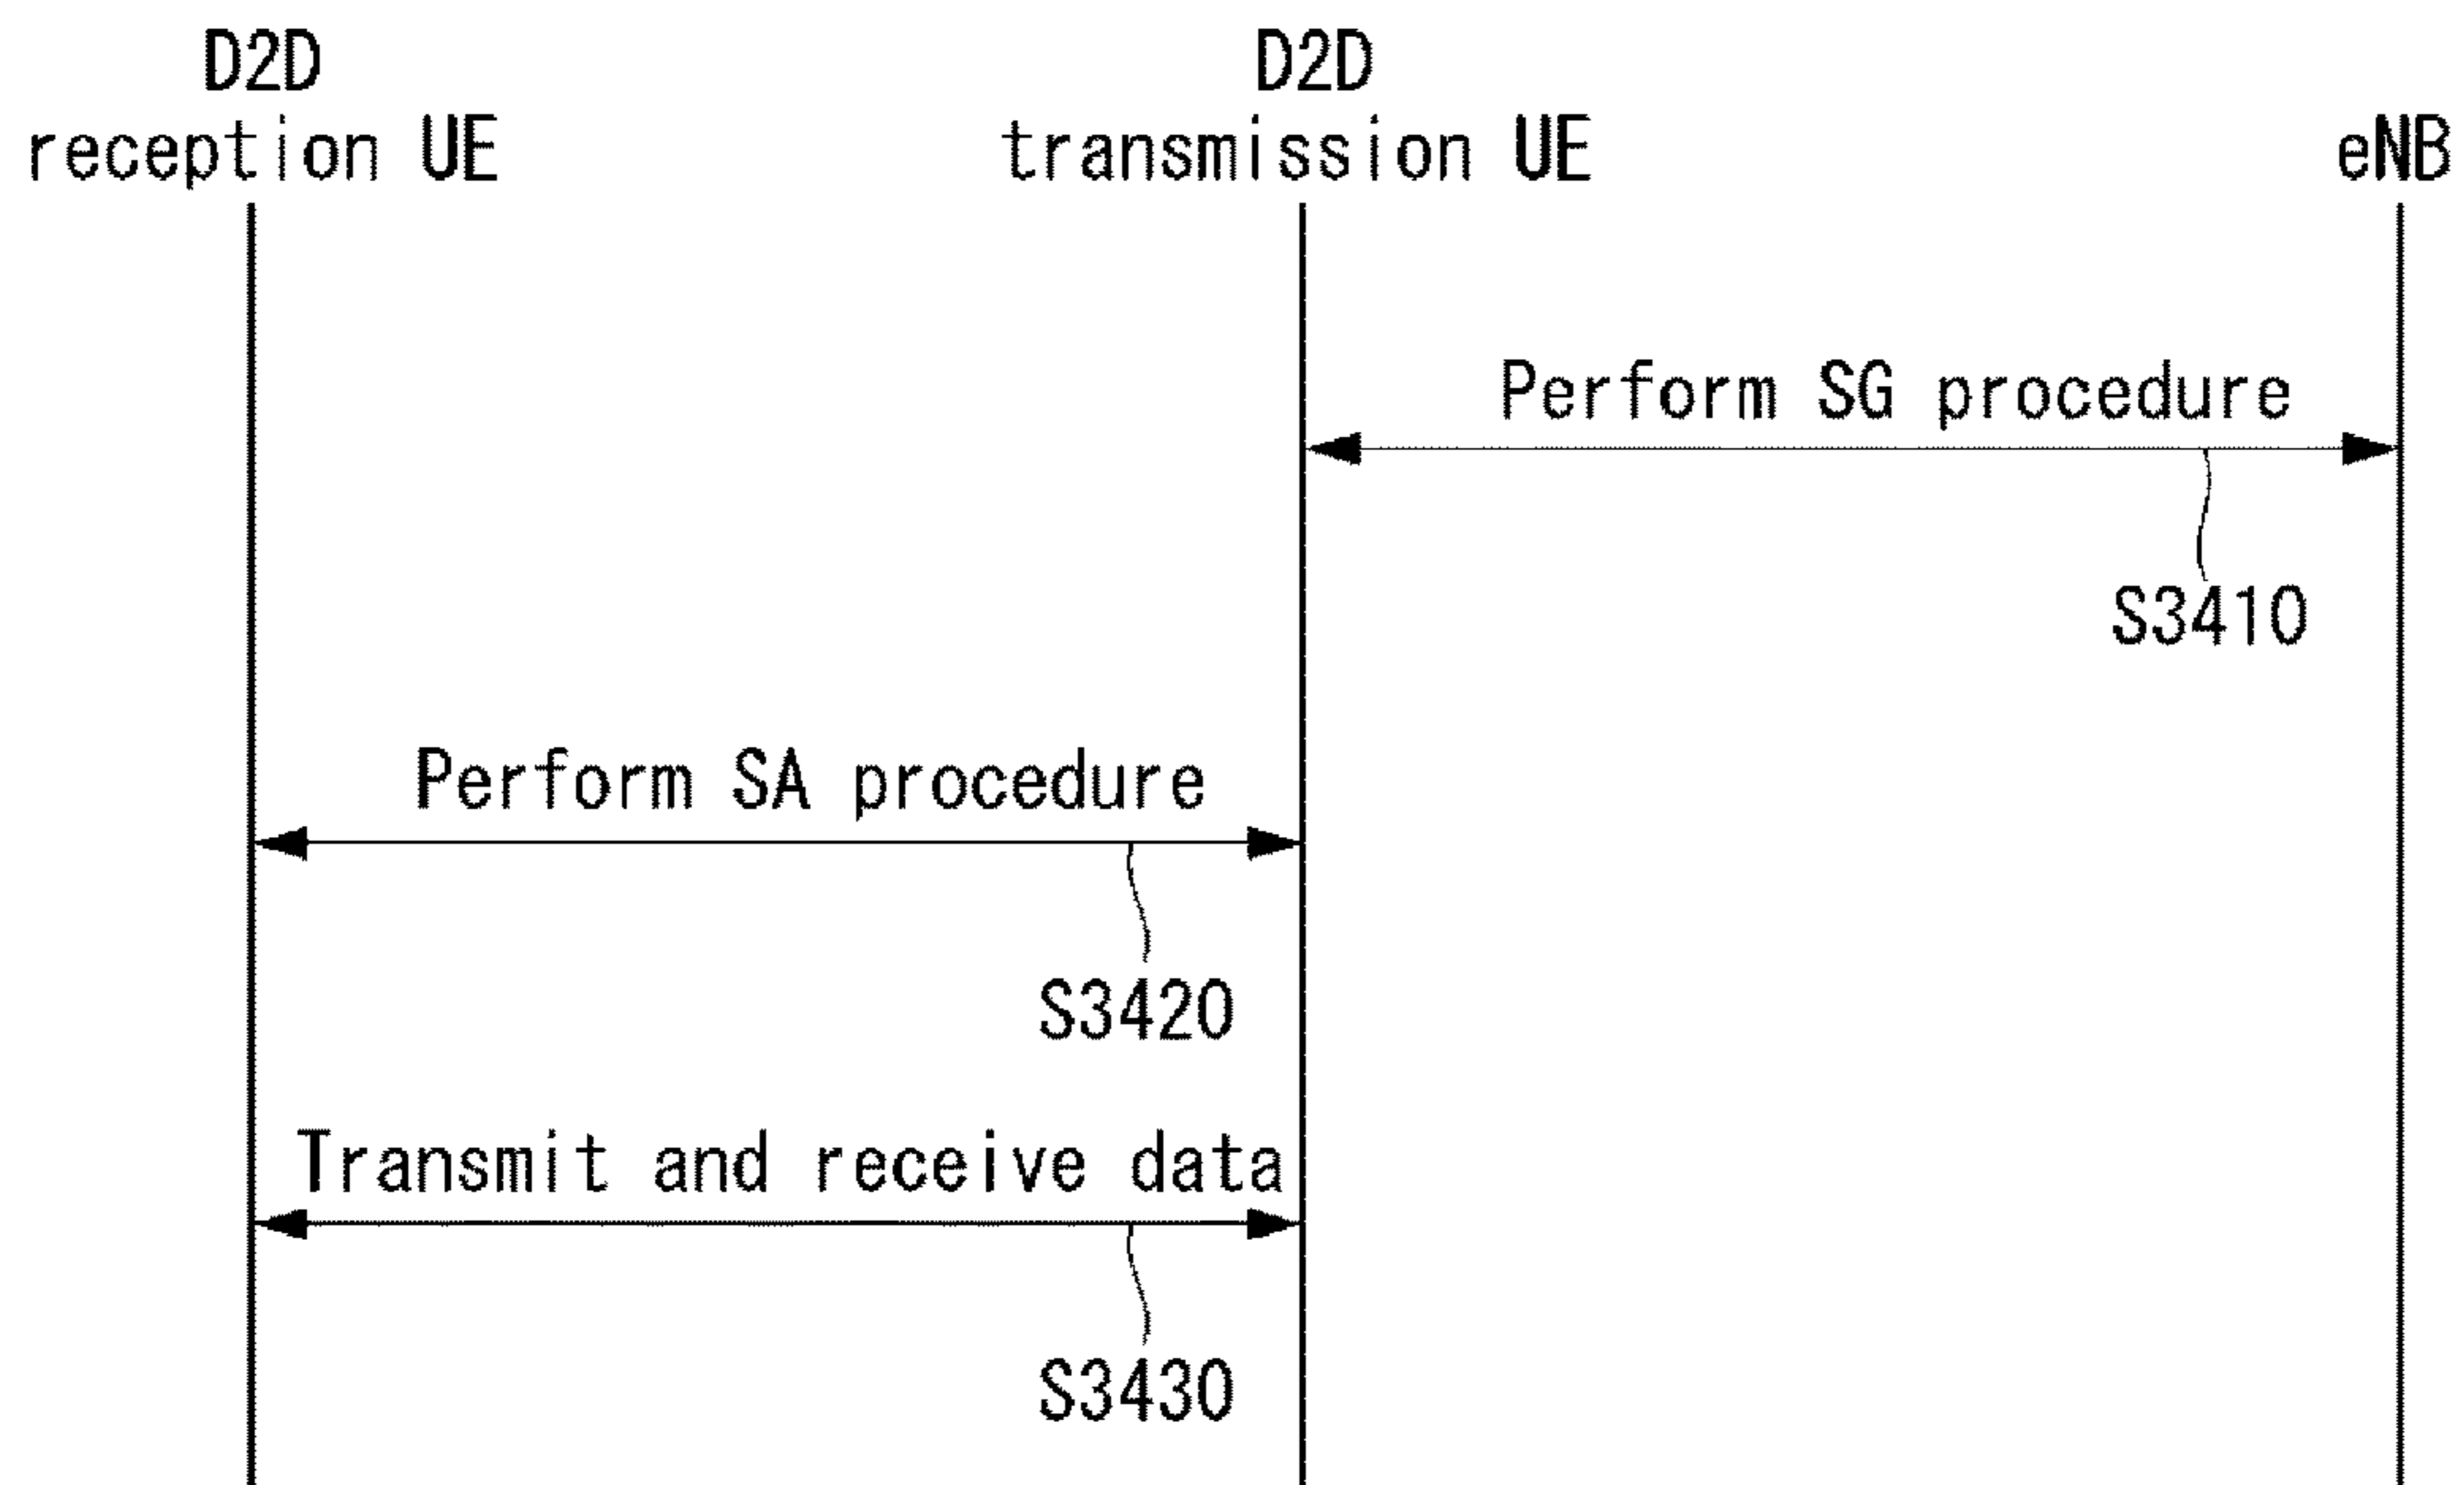 D2D
reception UE
D2D
transmission UE
eNB
Perform SG procedure
S3410
Perform SA procedure
S3420
Transmit and receive data
S3430